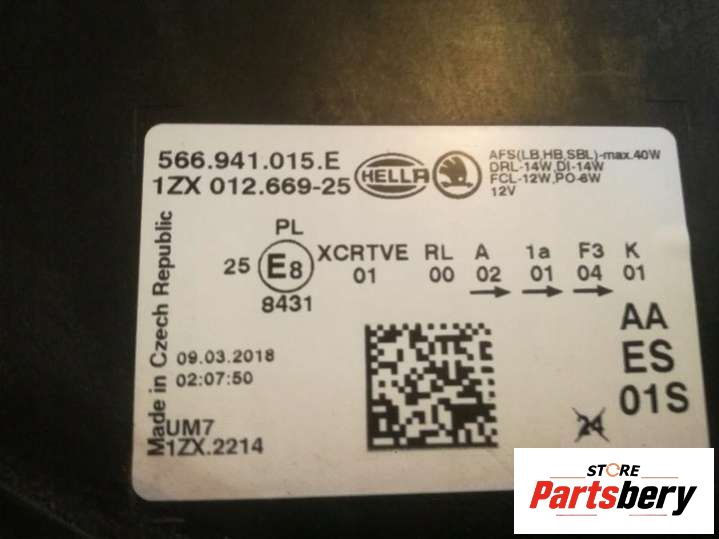 566.941.015.E
1ZX 012.669-25
HELLA
AFS(LB,HB,SBL)-max.40W
DRL-14W,DI-14W
FCL-12W,PO-6W
12V
PL
25 E8 XCRTVE RL A 1a F3 K
8431 01 00 02 01 04 01
Made in Czech Republic
09.03.2018
02:07:50
UM7
1ZX.2214
AA
ES
01S
24
STORE
Partsbery